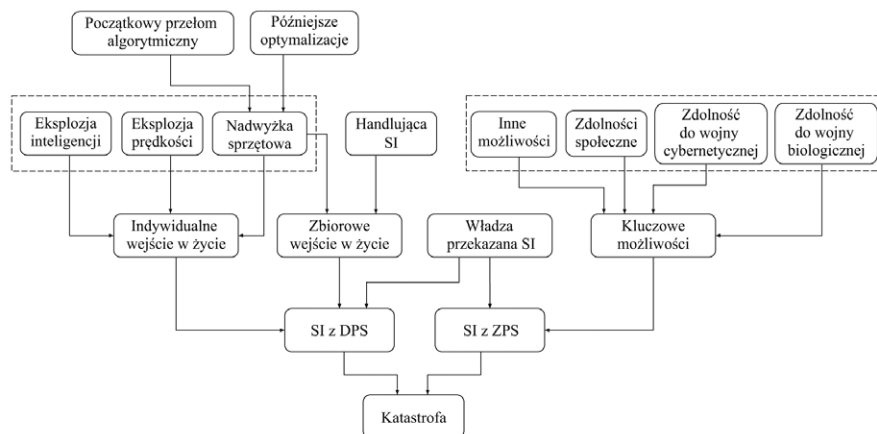 Początkowy przełom
algorytmiczny
Późniejsze
optymalizacje
Eksplozja
inteligencji
Eksplozja
prędkości
Nadwyżka
sprzętowa
Handlująca
SI
Inne
możliwości
Zdolności
społeczne
Zdolność
do wojny
cybernetycznej
Zdolność
do wojny
biologicznej
Indywidualne
wejście w życie
Zbiorowe
wejście w życie
Władza
przekazana SI
Kluczowe
możliwości
SI z DPS
SI z ZPS
Katastrofa